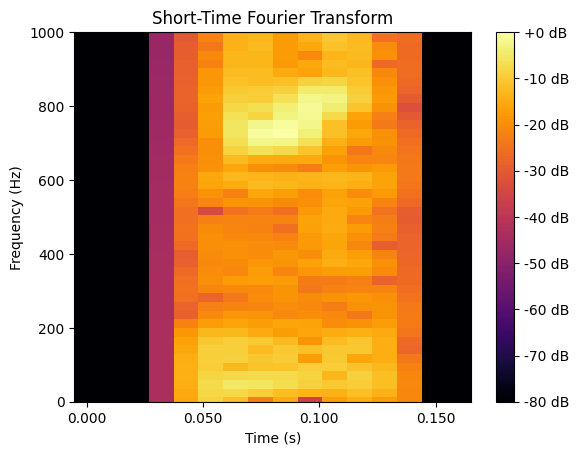 Short-Time Fourier Transform
1000
800
600
400
200
0
Frequency (Hz)
0.000
0.050
0.100
0.150
Time (s)
+0 dB
-10 dB
-20 dB
-30 dB
-40 dB
-50 dB
-60 dB
-70 dB
-80 dB